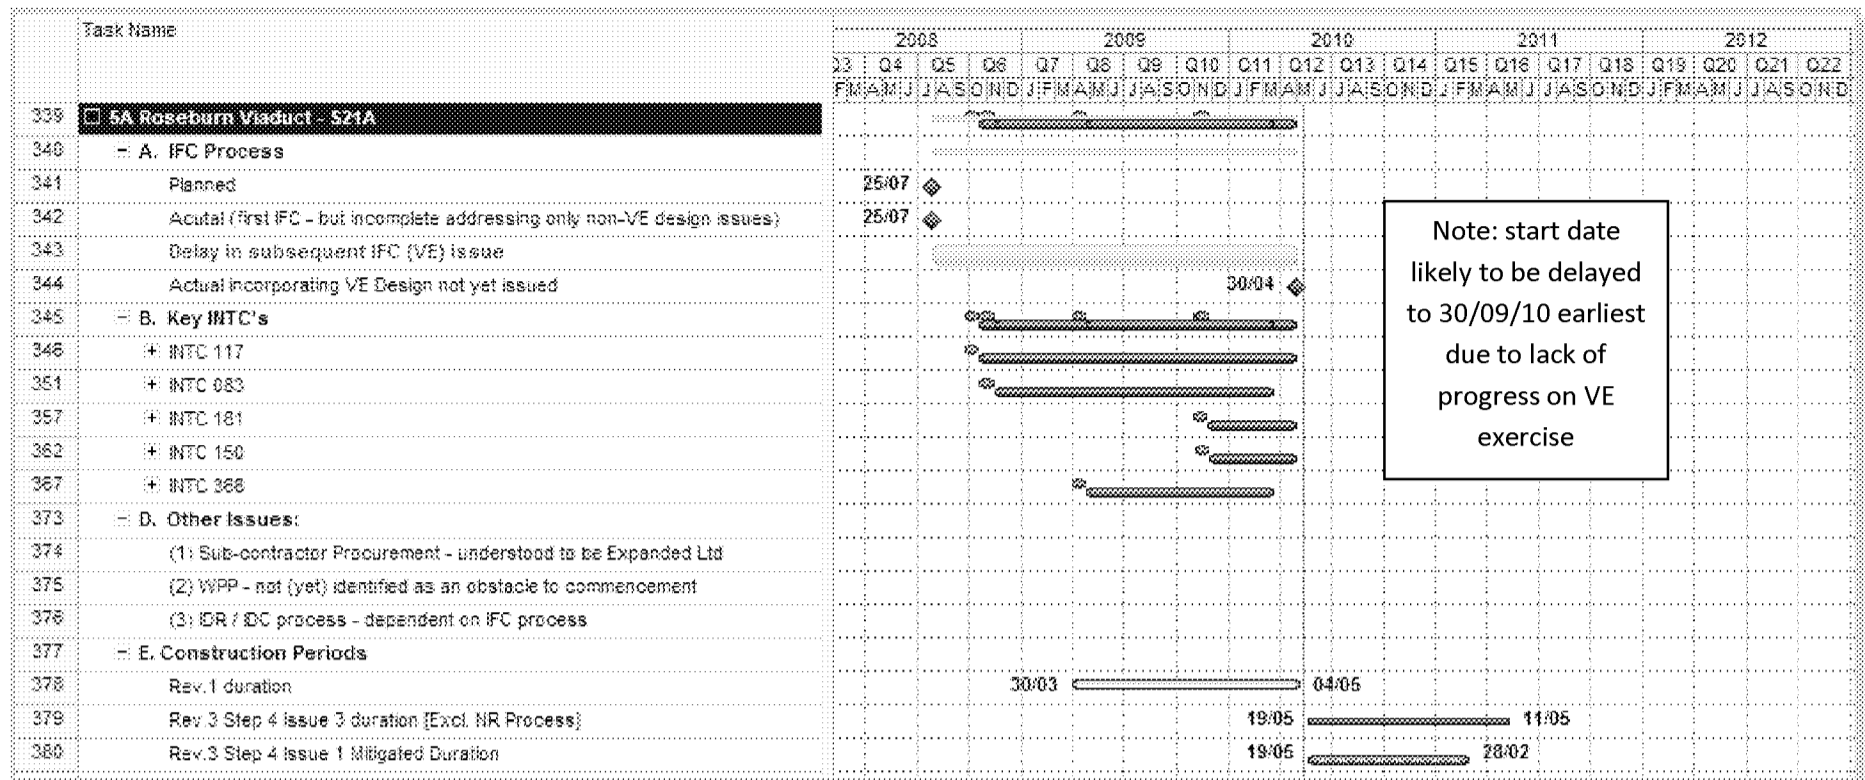 Task Name
2008 2009 2010 2011 2012
Q3 Q4 Q5 Q6 Q7 Q8 Q9 Q10 Q11 Q12 Q13 Q14 Q15 Q16 Q17 Q18 Q19 Q20 Q21 Q22
F M A M J J A S O N D J F M A M J J A S O N D J F M A M J J A S O N D J F M A M J J A S O N D J F M A M J J A S O N D
339 5A Roseburn Viaduct - S21A
340 A. IFC Process
341 Planned 25/07
342 Acutal (first IFC - but incomplete addressing only non-VE design issues) 25/07
343 Delay in subsequent IFC (VE) issue
344 Actual incorporating VE Design not yet issued 30/04
345 B. Key INTC's
346 INTC 117
351 INTC 083
357 INTC 181
362 INTC 150
367 INTC 366
373 D. Other Issues:
374 (1) Sub-contractor Procurement - understood to be Expanded Ltd
375 (2) WPP - not (yet) identified as an obstacle to commencement
376 (3) IDR / IDC process - dependent on IFC process
377 E. Construction Periods
378 Rev.1 duration 30/03 04/05
379 Rev 3 Step 4 Issue 3 duration [Excl. NR Process] 19/05 11/05
380 Rev.3 Step 4 Issue 1 Mitigated Duration 19/05 28/02
Note: start date
likely to be delayed
to 30/09/10 earliest
due to lack of
progress on VE
exercise